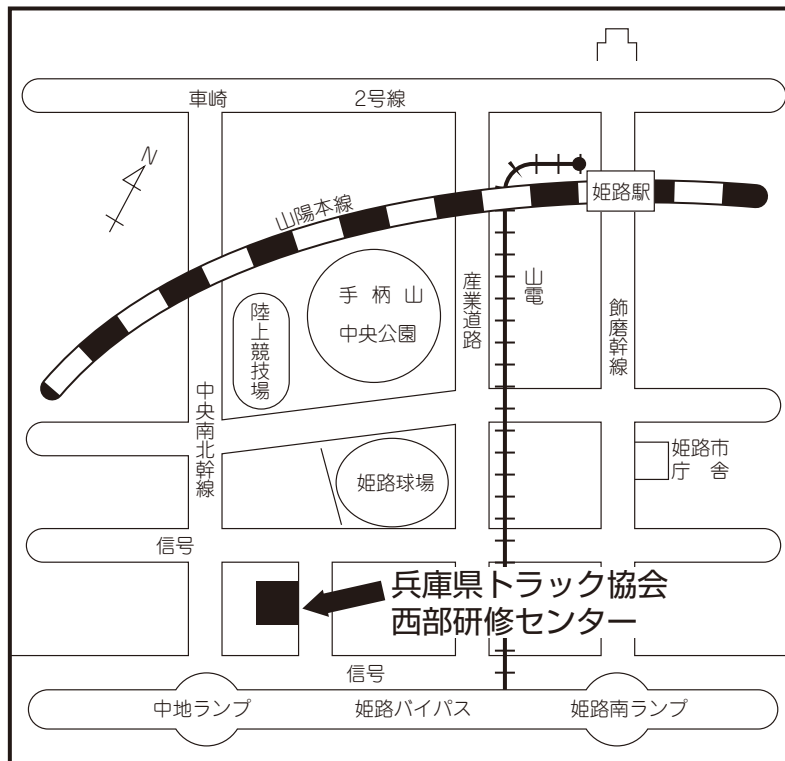 車崎
2号線
N
山陽本線
姫路駅
手柄山
中央公園
陸上競技場
産業道路
山電
飾磨幹線
中央南北幹線
姫路球場
姫路市
庁舎
信号
兵庫県トラック協会
西部研修センター
信号
中地ランプ
姫路バイパス
姫路南ランプ